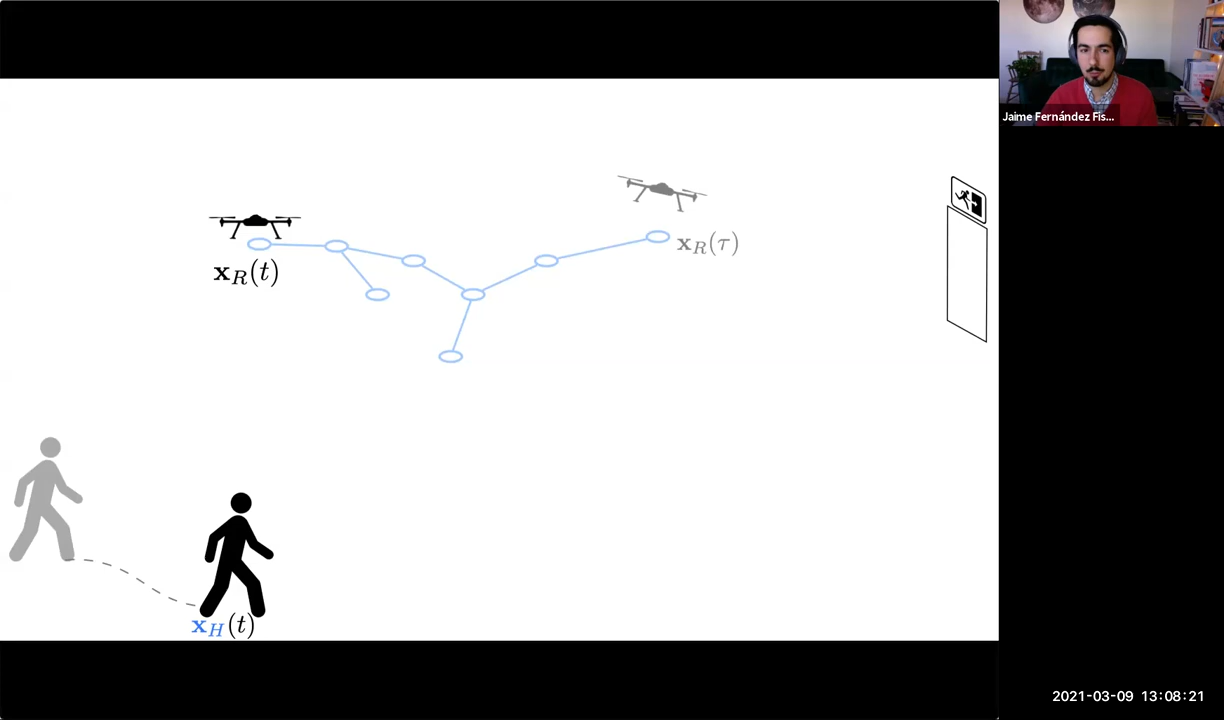 Jaime Fernández Fis...
𝐱_R(t)
𝐱_R(τ)
𝐱_H(t)
2021-03-09 13:08:21